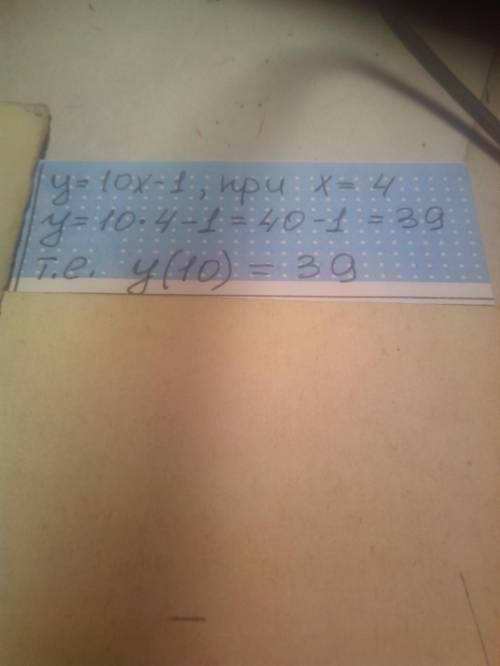 y=10x-1, при x=4
y=10·4-1=40-1=39
т.е. y(10)=39